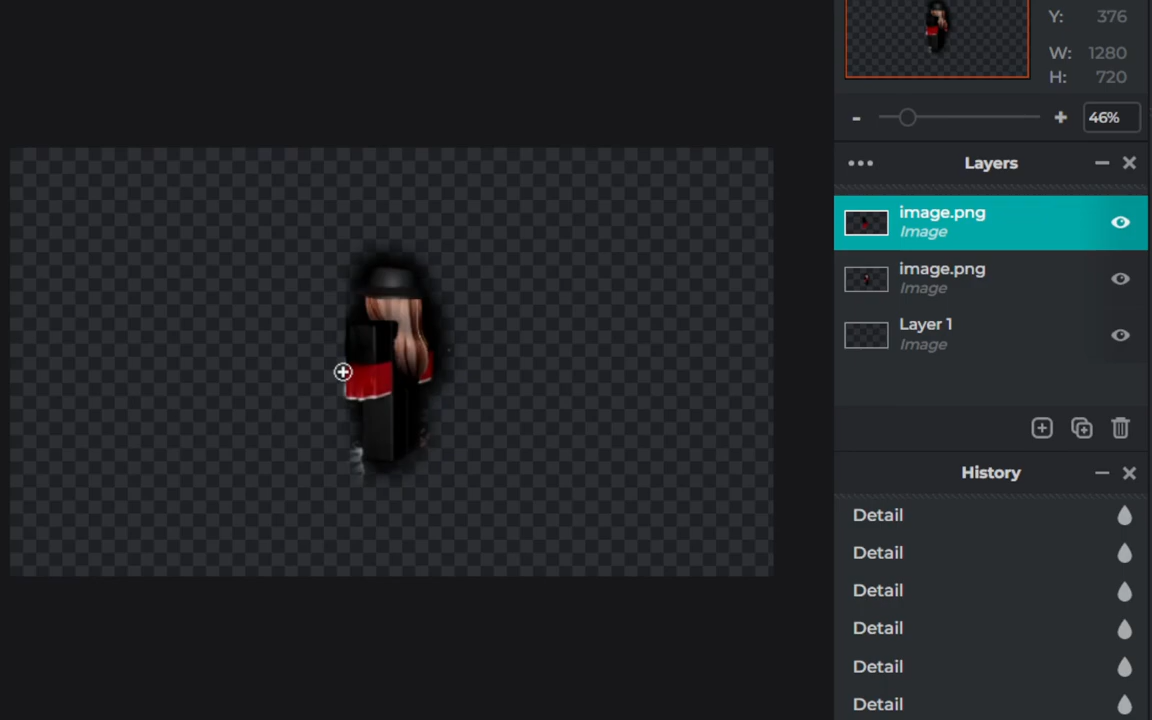 Y: 376
W: 1280
H: 720
- + 46%
Layers
image.png
Image
image.png
Image
Layer 1
Image
History
Detail
Detail
Detail
Detail
Detail
Detail